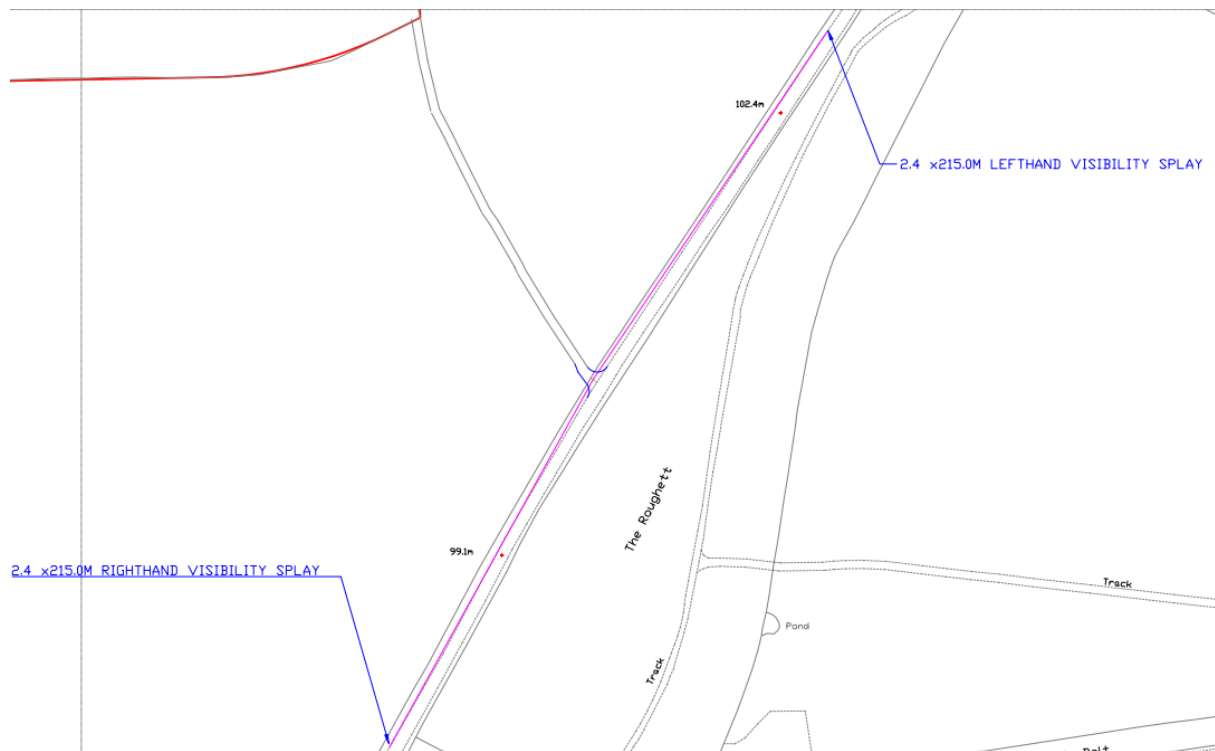 102.4m
2.4 x215.0M LEFTHAND VISIBILITY SPLAY
The Roughett
99.1m
2.4 x215.0M RIGHTHAND VISIBILITY SPLAY
Track
Pond
Track